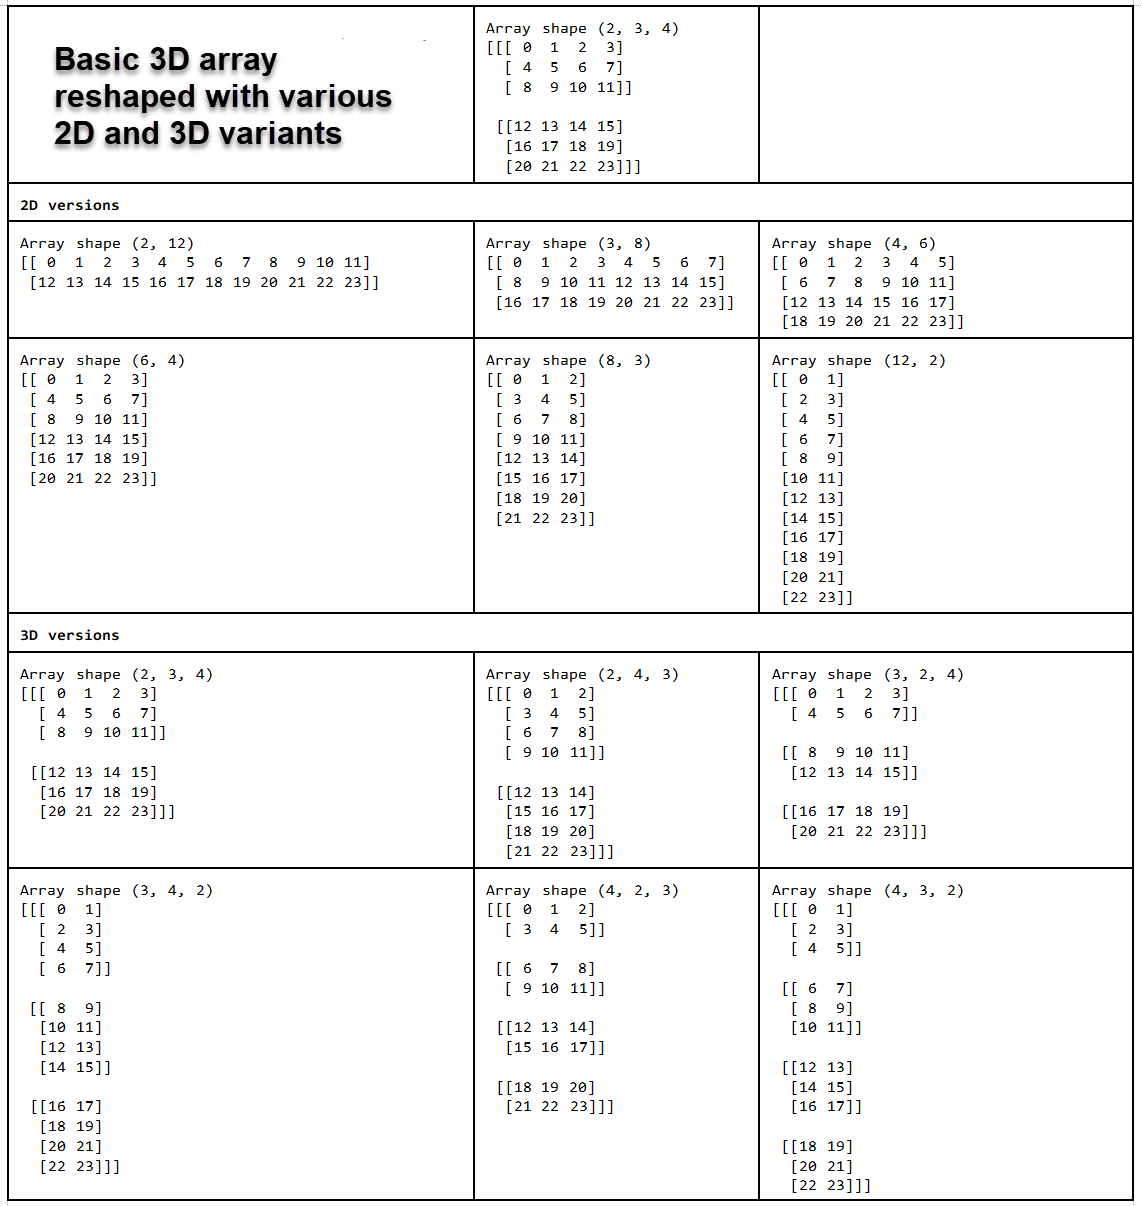 Basic 3D array
reshaped with various
2D and 3D variants
Array shape (2, 3, 4)
[[[ 0  1  2  3]
  [ 4  5  6  7]
  [ 8  9 10 11]]

 [[12 13 14 15]
  [16 17 18 19]
  [20 21 22 23]]]
2D versions
Array shape (2, 12)
[[ 0  1  2  3  4  5  6  7  8  9 10 11]
 [12 13 14 15 16 17 18 19 20 21 22 23]]
Array shape (3, 8)
[[ 0  1  2  3  4  5  6  7]
 [ 8  9 10 11 12 13 14 15]
 [16 17 18 19 20 21 22 23]]
Array shape (4, 6)
[[ 0  1  2  3  4  5]
 [ 6  7  8  9 10 11]
 [12 13 14 15 16 17]
 [18 19 20 21 22 23]]
Array shape (6, 4)
[[ 0  1  2  3]
 [ 4  5  6  7]
 [ 8  9 10 11]
 [12 13 14 15]
 [16 17 18 19]
 [20 21 22 23]]
Array shape (8, 3)
[[ 0  1  2]
 [ 3  4  5]
 [ 6  7  8]
 [ 9 10 11]
 [12 13 14]
 [15 16 17]
 [18 19 20]
 [21 22 23]]
Array shape (12, 2)
[[ 0  1]
 [ 2  3]
 [ 4  5]
 [ 6  7]
 [ 8  9]
 [10 11]
 [12 13]
 [14 15]
 [16 17]
 [18 19]
 [20 21]
 [22 23]]
3D versions
Array shape (2, 3, 4)
[[[ 0  1  2  3]
  [ 4  5  6  7]
  [ 8  9 10 11]]

 [[12 13 14 15]
  [16 17 18 19]
  [20 21 22 23]]]
Array shape (2, 4, 3)
[[[ 0  1  2]
  [ 3  4  5]
  [ 6  7  8]
  [ 9 10 11]]

 [[12 13 14]
  [15 16 17]
  [18 19 20]
  [21 22 23]]]
Array shape (3, 2, 4)
[[[ 0  1  2  3]
  [ 4  5  6  7]]

 [[ 8  9 10 11]
  [12 13 14 15]]

 [[16 17 18 19]
  [20 21 22 23]]]
Array shape (3, 4, 2)
[[[ 0  1]
  [ 2  3]
  [ 4  5]
  [ 6  7]]

 [[ 8  9]
  [10 11]
  [12 13]
  [14 15]]

 [[16 17]
  [18 19]
  [20 21]
  [22 23]]]
Array shape (4, 2, 3)
[[[ 0  1  2]
  [ 3  4  5]]

 [[ 6  7  8]
  [ 9 10 11]]

 [[12 13 14]
  [15 16 17]]

 [[18 19 20]
  [21 22 23]]]
Array shape (4, 3, 2)
[[[ 0  1]
  [ 2  3]
  [ 4  5]]

 [[ 6  7]
  [ 8  9]
  [10 11]]

 [[12 13]
  [14 15]
  [16 17]]

 [[18 19]
  [20 21]
  [22 23]]]